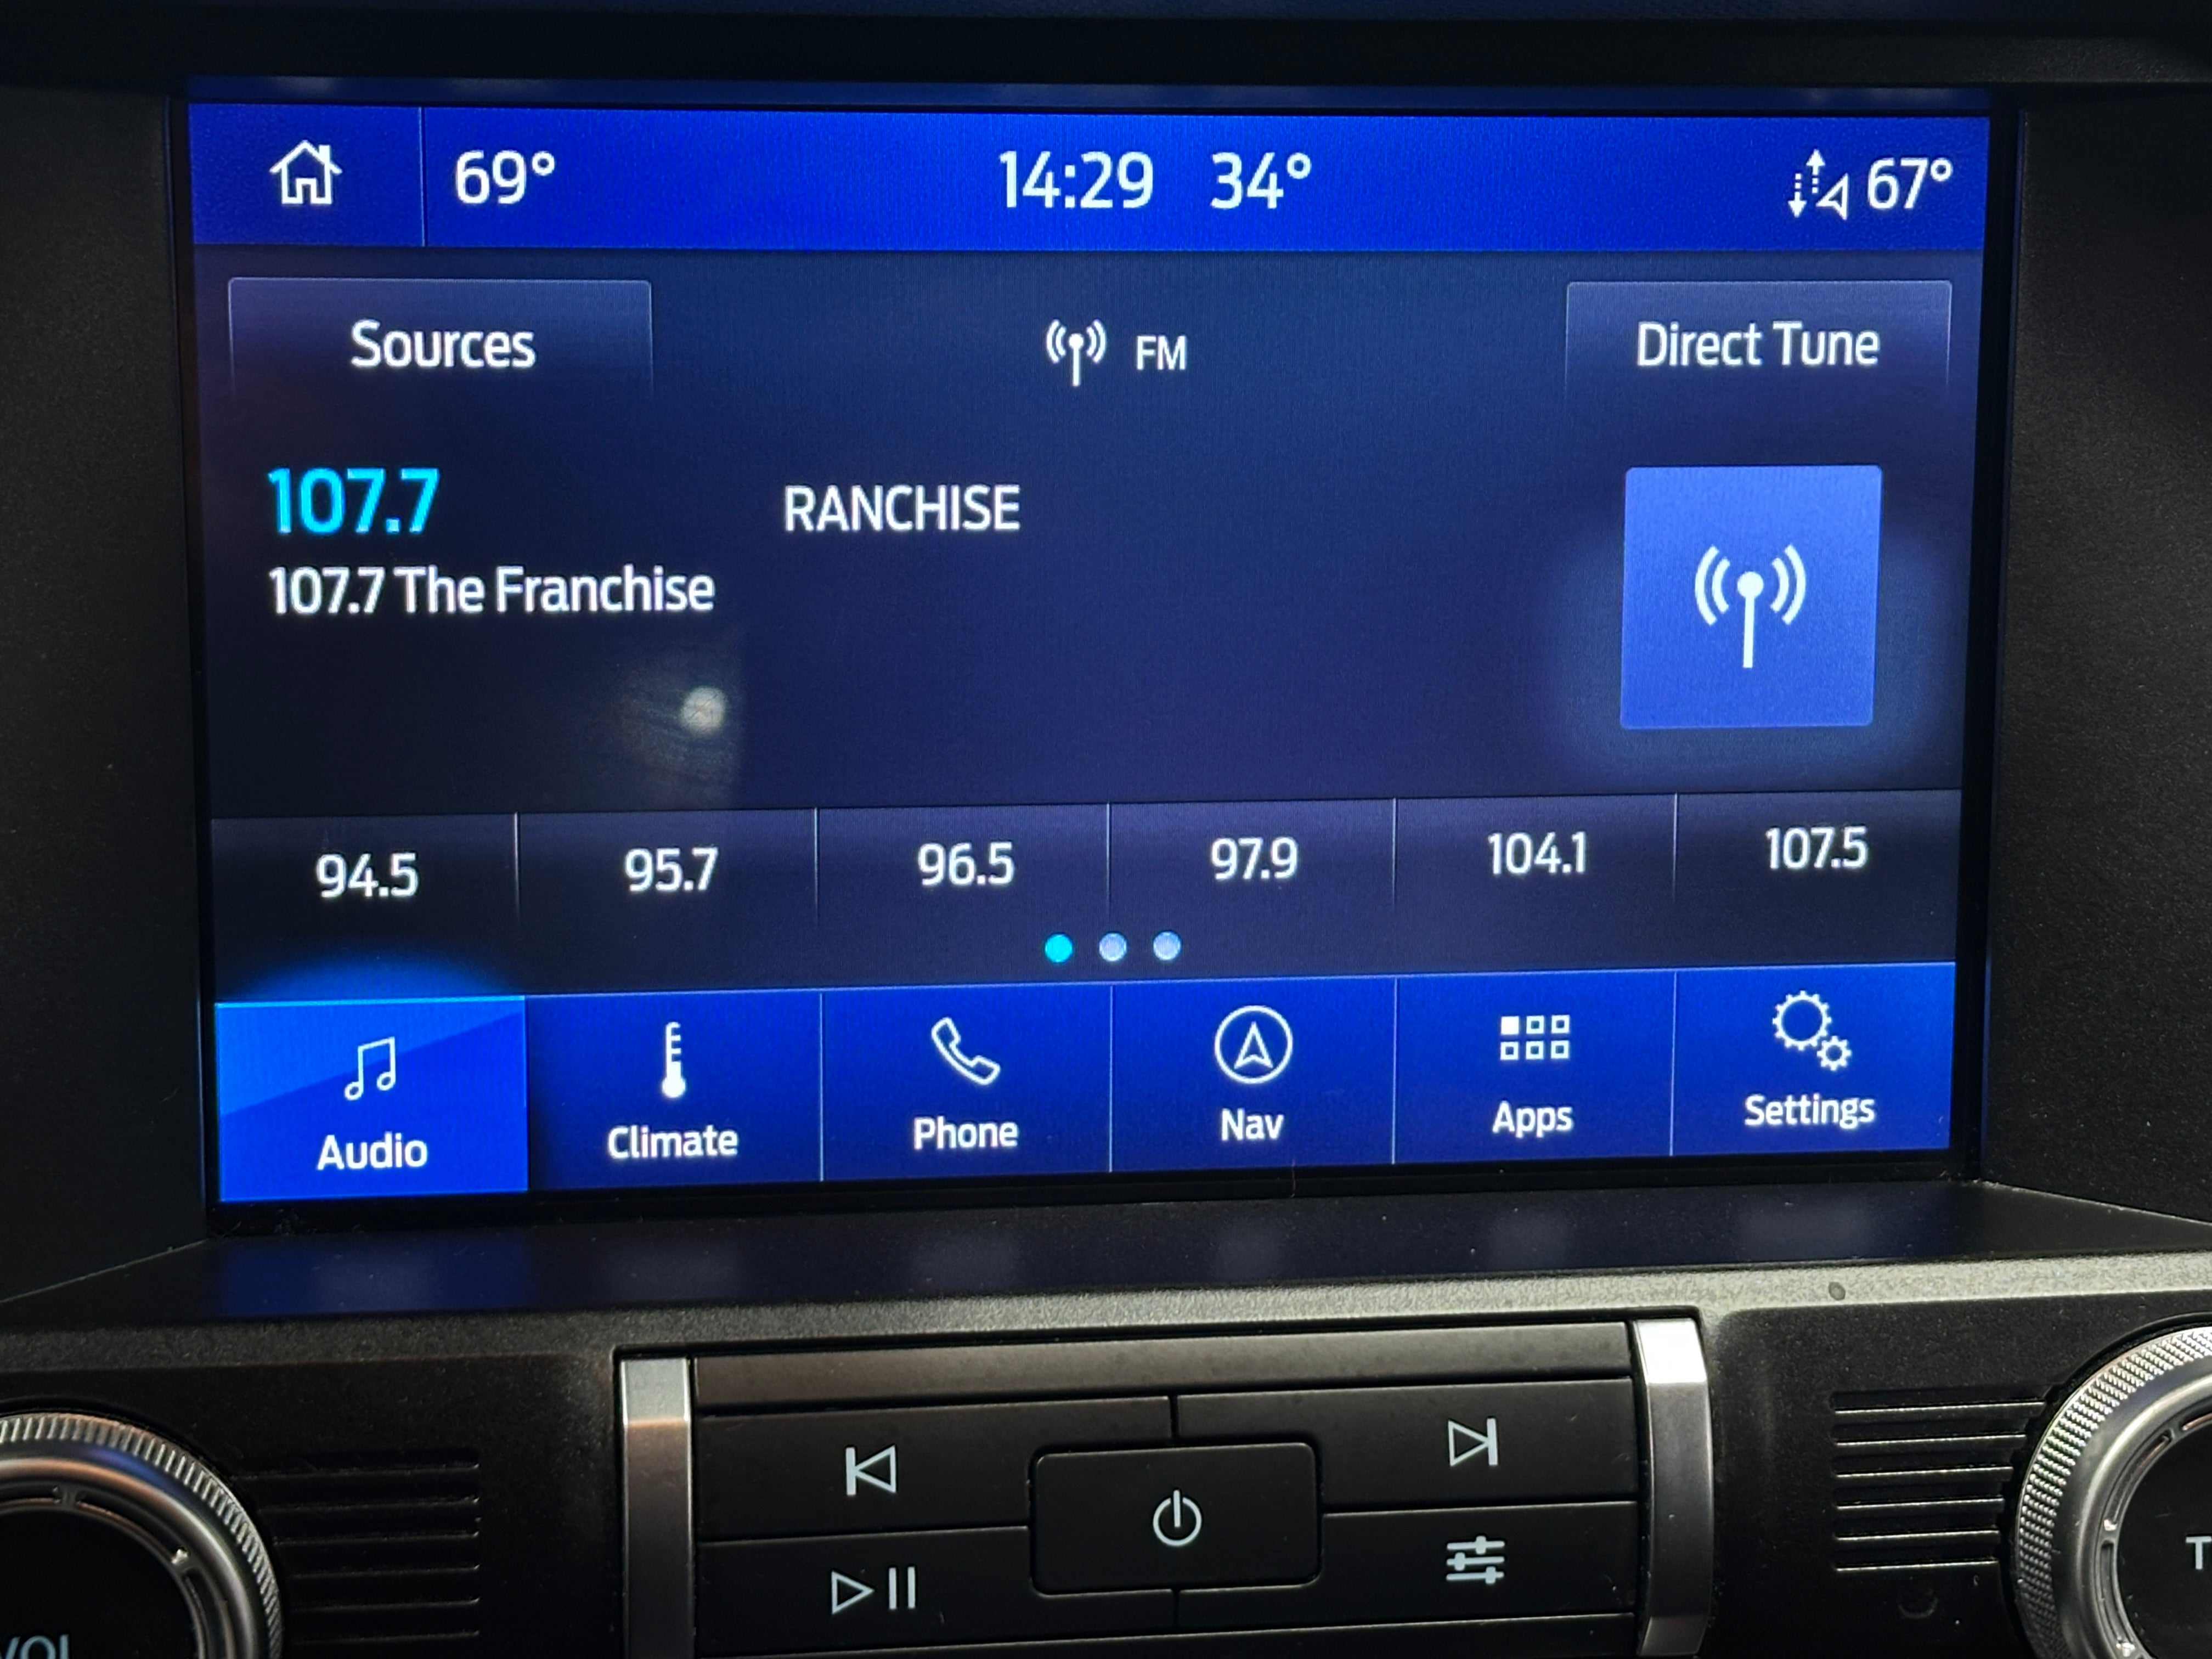 69° 14:29 34° 67°
Sources FM Direct Tune
107.7 RANCHISE
107.7 The Franchise
94.5 95.7 96.5 97.9 104.1 107.5
Audio Climate Phone Nav Apps Settings
VOL T